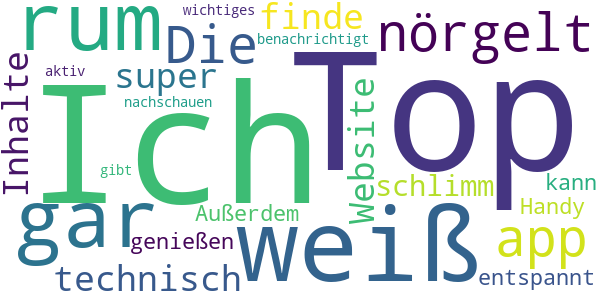 wichtiges
rum Die finde nörgelt
benachrichtigt
Inhalte aktiv super Top
nachschauen
Ich Website
gibt schlimm kann
gar Außerdem Handy
weiß app
genießen
technisch entspannt